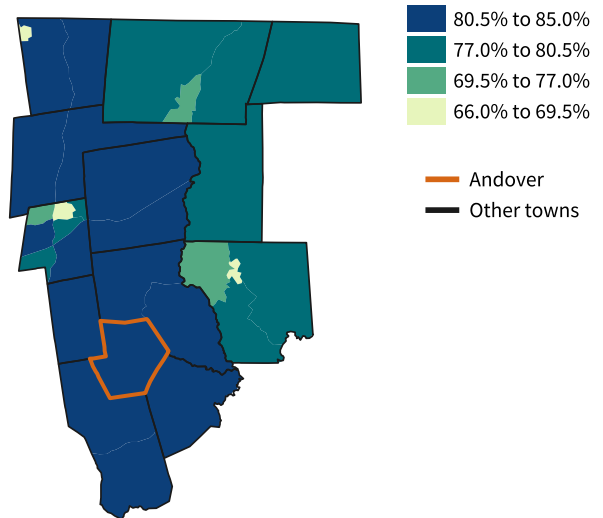 80.5% to 85.0%
77.0% to 80.5%
69.5% to 77.0%
66.0% to 69.5%
Andover
Other towns